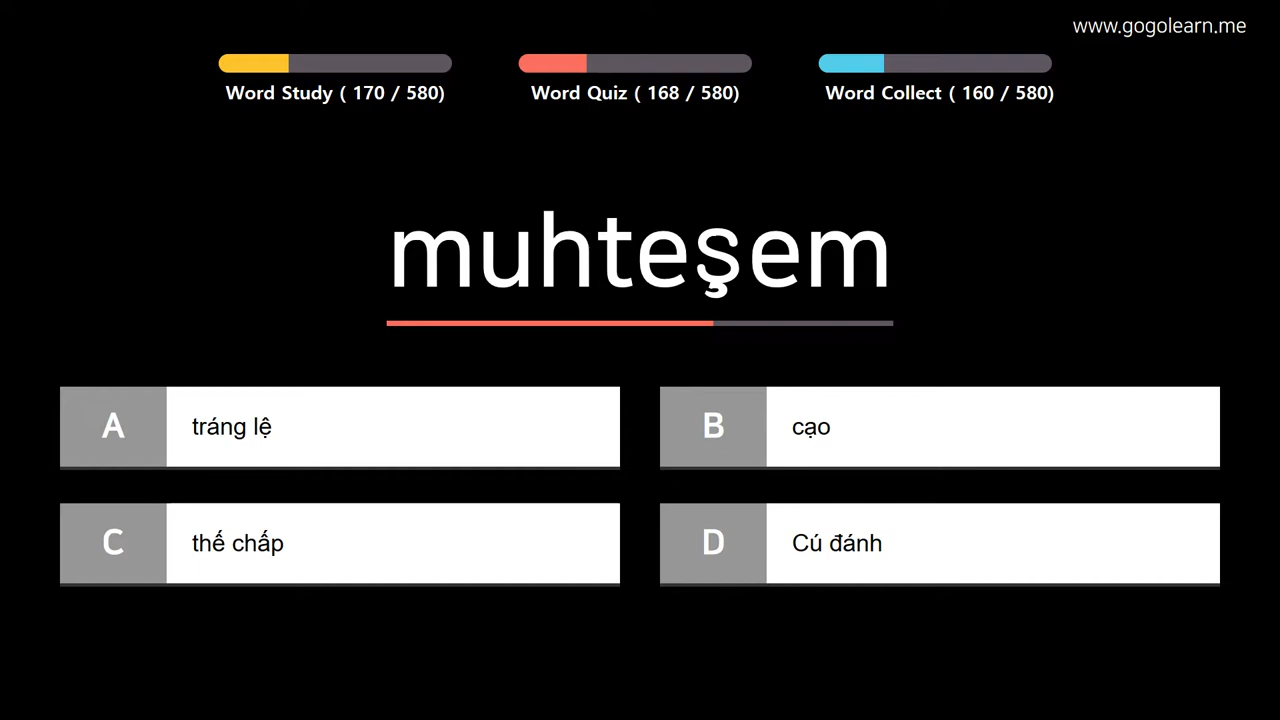 www.gogolearn.me
Word Study ( 170 / 580)
Word Quiz ( 168 / 580)
Word Collect ( 160 / 580)
muhteşem
A tráng lệ
B cạo
C thế chấp
D Cú đánh